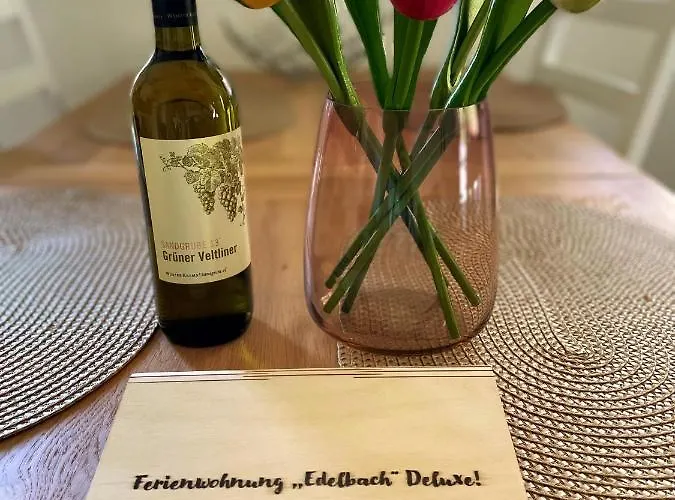 SANDGRUBE 13
Grüner Veltliner
Ferienwohnung ,,Edelbach" Deluxe!